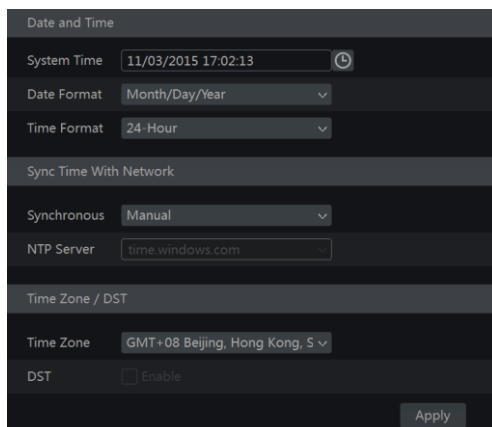 Date and Time
System Time 11/03/2015 17:02:13
Date Format Month/Day/Year
Time Format 24-Hour
Sync Time With Network
Synchronous Manual
NTP Server time.windows.com
Time Zone / DST
Time Zone GMT+08 Beijing, Hong Kong, S
DST Enable
Apply